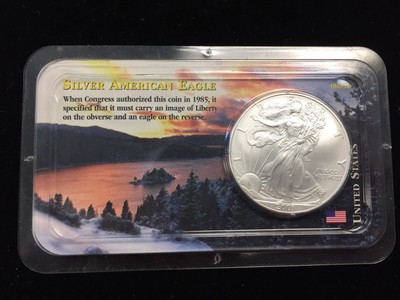 SILVER AMERICAN EAGLE
When Congress authorized this coin in 1985, it
specified that it must carry an image of Liberty
on the obverse and an eagle on the reverse.
UNITED STATES